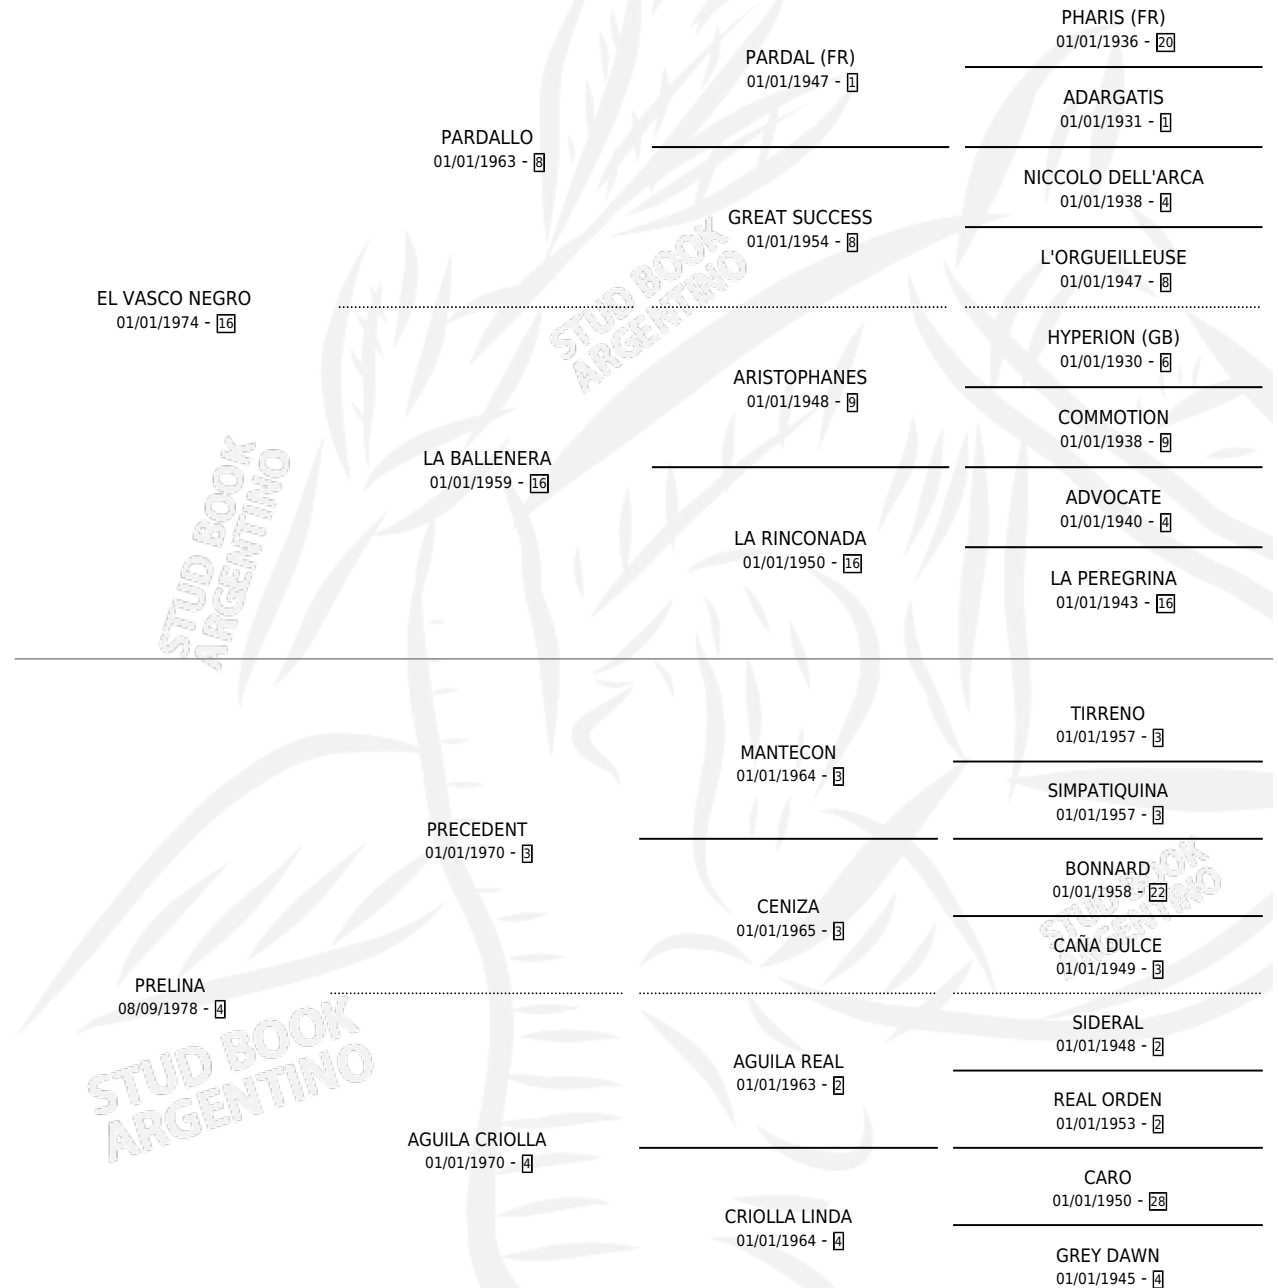 PHARIS (FR)
01/01/1936 - 20
PARDAL (FR)
01/01/1947 - 1
ADARGATIS
01/01/1931 - 1
PARDALLO
01/01/1963 - 8
NICCOLO DELL'ARCA
01/01/1938 - 4
GREAT SUCCESS
01/01/1954 - 8
L'ORGUEILLEUSE
01/01/1947 - 8
EL VASCO NEGRO
01/01/1974 - 16
STUD BOOK
ARGENTINO
HYPERION (GB)
01/01/1930 - 6
ARISTOPHANES
01/01/1948 - 9
COMMOTION
01/01/1938 - 9
LA BALLENERA
01/01/1959 - 16
ADVOCATE
01/01/1940 - 4
LA RINCONADA
01/01/1950 - 16
LA PEREGRINA
01/01/1943 - 16
STUD BOOK
ARGENTINO
TIRRENO
01/01/1957 - 3
MANTECON
01/01/1964 - 3
SIMPATIQUINA
01/01/1957 - 3
PRECEDENT
01/01/1970 - 3
BONNARD
01/01/1958 - 22
CENIZA
01/01/1965 - 3
CAÑA DULCE
01/01/1949 - 3
STUD BOOK
ARGENTINO
PRELINA
08/09/1978 - 4
SIDERAL
01/01/1948 - 2
AGUILA REAL
01/01/1963 - 2
REAL ORDEN
01/01/1953 - 2
STUD BOOK
ARGENTINO
AGUILA CRIOLLA
01/01/1970 - 4
CARO
01/01/1950 - 28
CRIOLLA LINDA
01/01/1964 - 4
GREY DAWN
01/01/1945 - 4